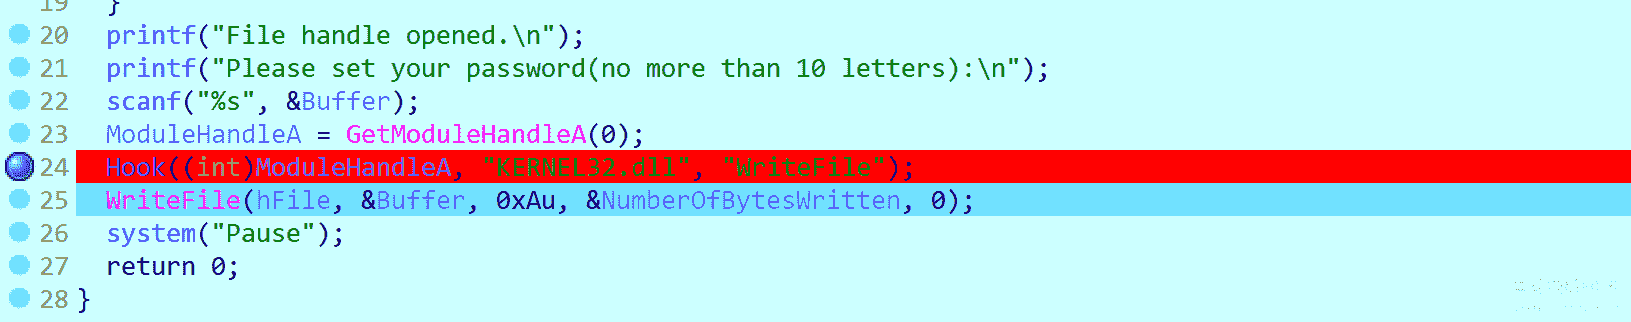 19 }
20 printf("File handle opened.\n");
21 printf("Please set your password(no more than 10 letters):\n");
22 scanf("%s", &Buffer);
23 ModuleHandleA = GetModuleHandleA(0);
24 Hook((int)ModuleHandleA, "KERNEL32.dll", "WriteFile");
25 WriteFile(hFile, &Buffer, 0xAu, &NumberOfBytesWritten, 0);
26 system("Pause");
27 return 0;
28 }